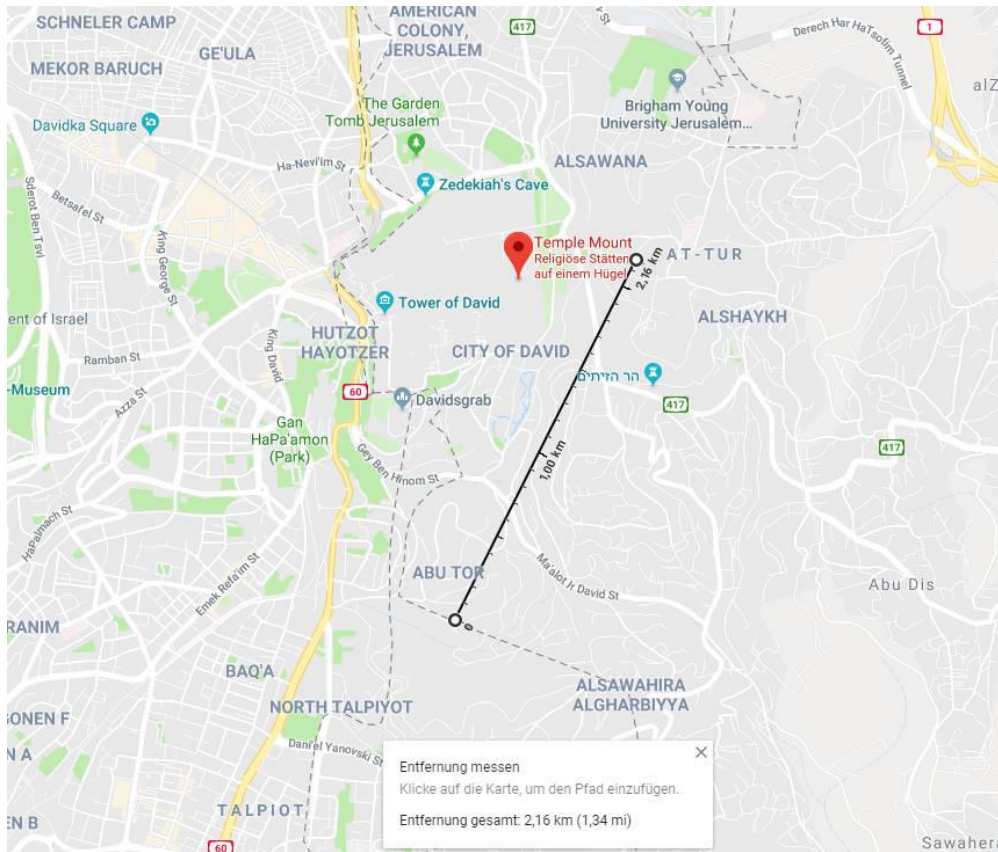 SCHNELER CAMP
AMERICAN
COLONY,
JERUSALEM
417
1
Derech Har HaTsofim Tunnel
GE'ULA
MEKOR BARUCH
alZ
The Garden
Tomb Jerusalem
Brigham Young
University Jerusalem...
Davidka Square
Ha-Nevi'im St
ALSAWANA
Zedekiah's Cave
Sderot Ben Tsvi
Betsafel St
King George St
Temple Mount
Religiöse Stätten
auf einem Hügel
AT-TUR
2,16 km
Tower of David
ent of Israel
HUTZOT
HAYOTZER
ALSHAYKH
King David
Ramban St
CITY OF DAVID
הר הזיתים
-Museum
Azza St
60
Davidsgrab
417
Gan
HaPa'amon
(Park)
417
Gey Ben Hinom St
1,00 km
HaPalmach St
ABU TOR
Ma'alot Ir David St
Abu Dis
Emek Refa'im St
0
RANIM
BAQ'A
ALSAWAHIRA
ALGHARBIYYA
NORTH TALPIYOT
GONEN F
N A
Dani'el Yanovski St
Entfernung messen
Klicke auf die Karte, um den Pfad einzufügen.
TALPIOT
Entfernung gesamt: 2,16 km (1,34 mi)
EN B
60
Sawahera